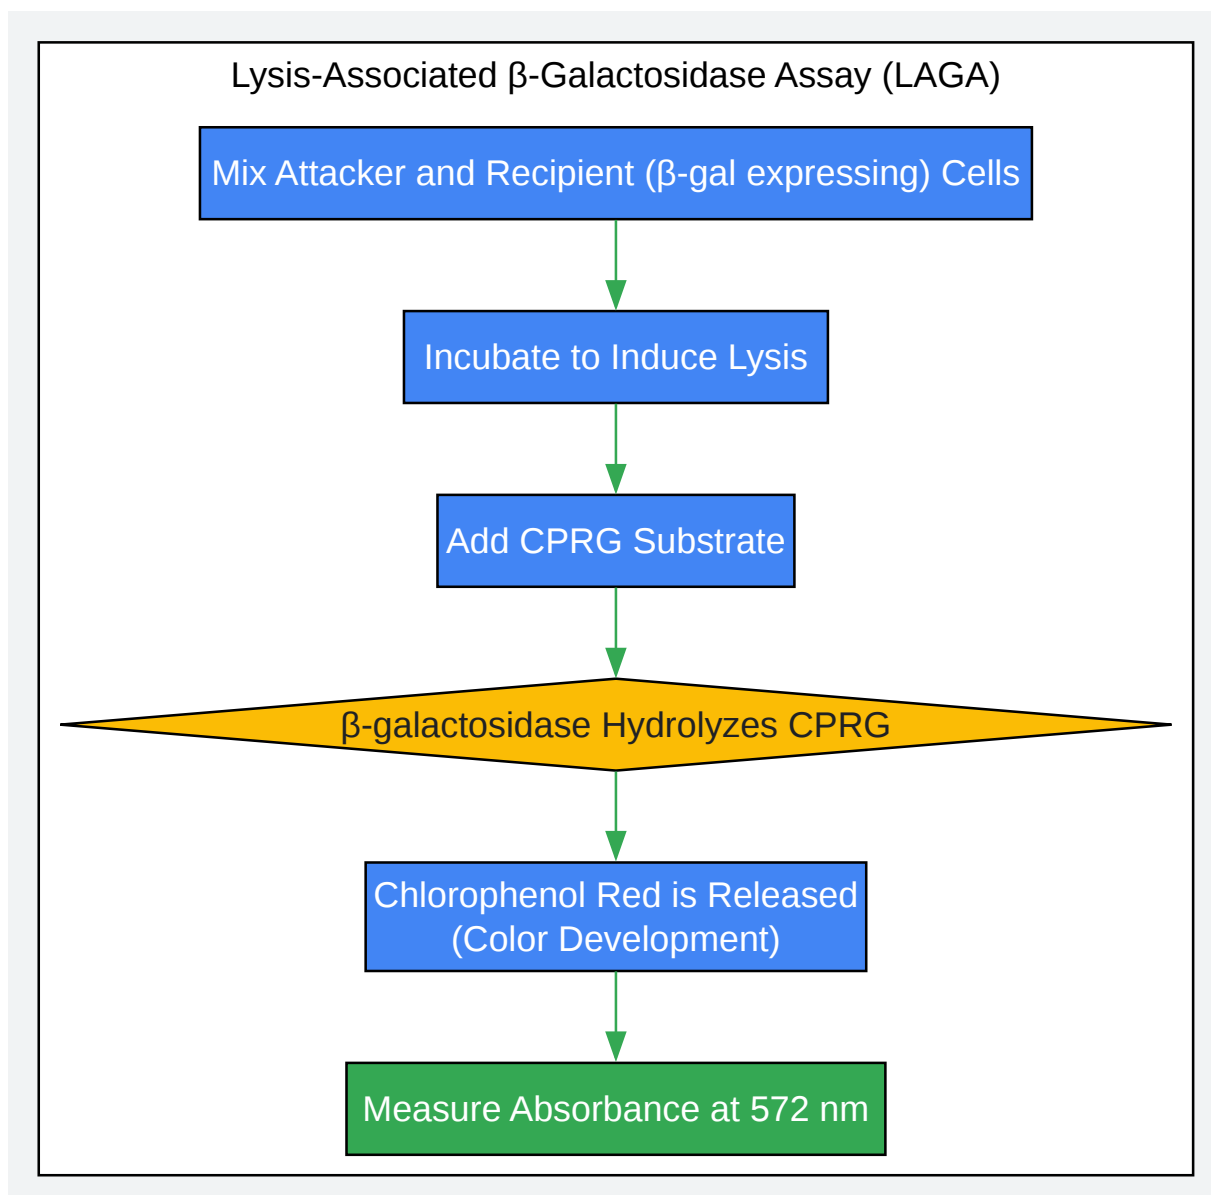 Lysis-Associated β-Galactosidase Assay (LAGA)
Mix Attacker and Recipient (β-gal expressing) Cells
Incubate to Induce Lysis
Add CPRG Substrate
β-galactosidase Hydrolyzes CPRG
Chlorophenol Red is Released
(Color Development)
Measure Absorbance at 572 nm